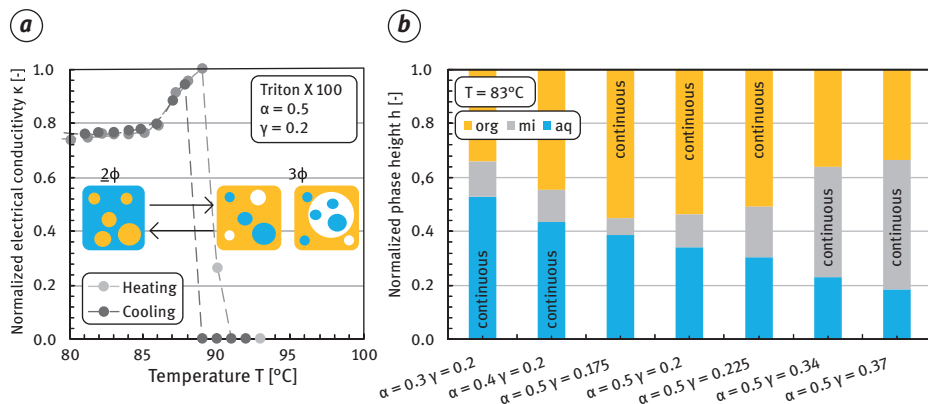 a
Normalized electrical conducitivty κ [-]
1.0
0.8
0.6
0.4
0.2
0.0
80
85
90
95
100
Temperature T [°C]
Triton X 100
α = 0.5
γ = 0.2
2ϕ
3ϕ
Heating
Cooling
b
Normalized phase height h [-]
1.0
0.8
0.6
0.4
0.2
0.0
T = 83°C
org mi aq
continuous
continuous
continuous
continuous
continuous
continuous
continuous
α = 0.3 γ = 0.2
α = 0.4 γ = 0.2
α = 0.5 γ = 0.175
α = 0.5 γ = 0.2
α = 0.5 γ = 0.225
α = 0.5 γ = 0.34
α = 0.5 γ = 0.37